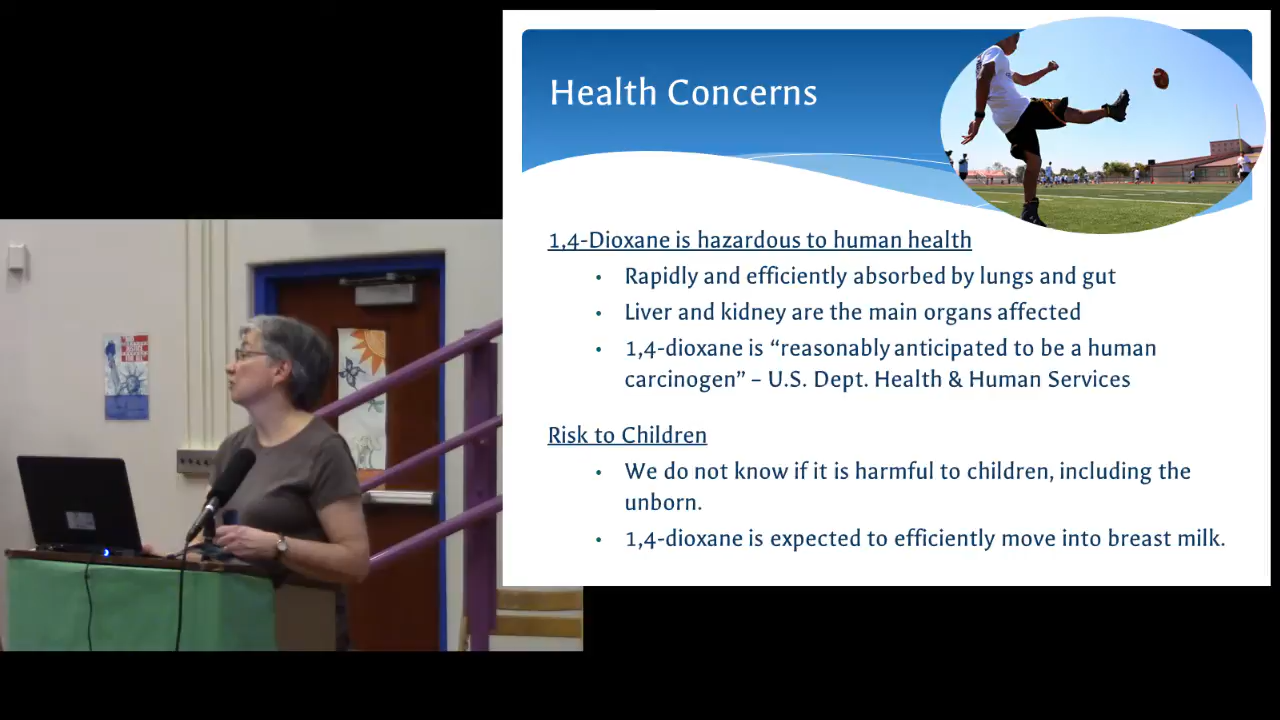 Health Concerns
1,4-Dioxane is hazardous to human health
• Rapidly and efficiently absorbed by lungs and gut
• Liver and kidney are the main organs affected
• 1,4-dioxane is “reasonably anticipated to be a human
carcinogen” – U.S. Dept. Health & Human Services
Risk to Children
• We do not know if it is harmful to children, including the
unborn.
• 1,4-dioxane is expected to efficiently move into breast milk.